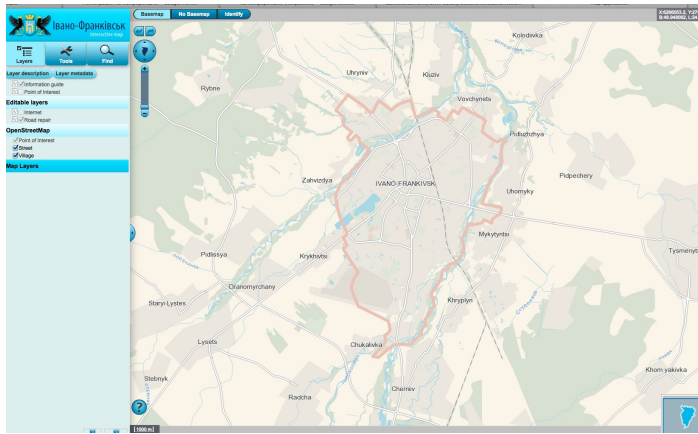 Івано-Франківськ
Interactive map
Layers
Tools
Find
Layer description
Layer metadata
Information guide
Point of Interest
Editable layers
Internet
Road repair
OpenStreetMap
Point of Interest
Street
Village
Map Layers
Basemap
No Basemap
Identify
Kolodivka
Uhryniv
Kluziv
Rybne
Vovchynets
Pidluzhzhya
Pidpechery
Zahvizdya
IVANO-FRANKIVSK
Uhornyky
Mykytyntsi
Tysmenyt
Pidlissya
Krykhivtsi
Dranomyrchany
Staryi Lystes
Khryplyn
Lysets
Chukalivka
Stebnyk
Cherniiv
Khom yakivka
Radcha
[1000 m]
?